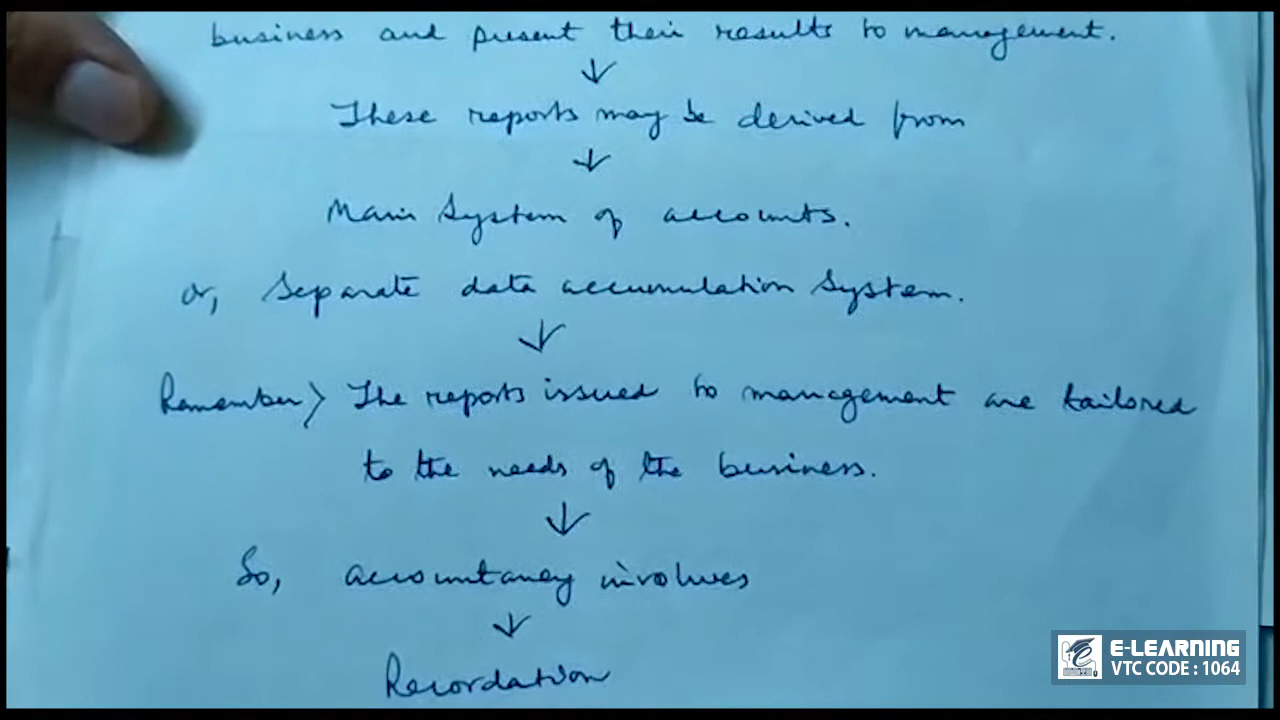 business and present their results to management.
↓
These reports may be derived from
↓
Main System of accounts.
or, Separate data accumulation System.
↓
Remember> The reports issued to management are tailored
to the needs of the business.
↓
So, accountancy involves
↓
Recordation
E-LEARNING
VTC CODE : 1064